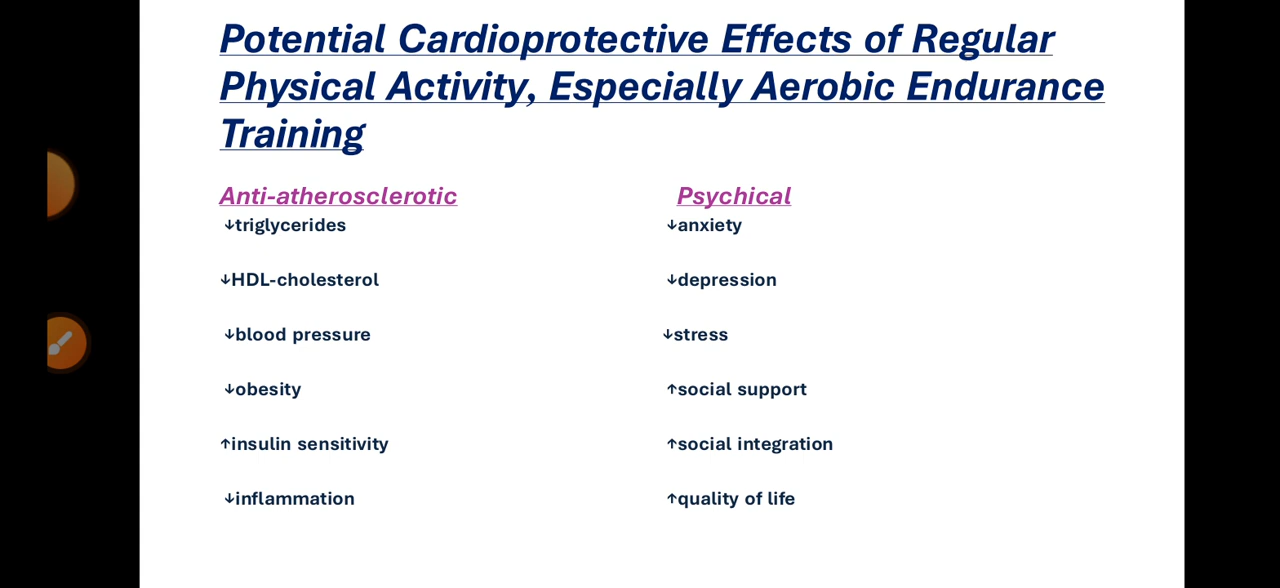 Potential Cardioprotective Effects of Regular
Physical Activity, Especially Aerobic Endurance
Training
Anti-atherosclerotic
↓triglycerides
↓HDL-cholesterol
↓blood pressure
↓obesity
↑insulin sensitivity
↓inflammation
Psychical
↓anxiety
↓depression
↓stress
↑social support
↑social integration
↑quality of life